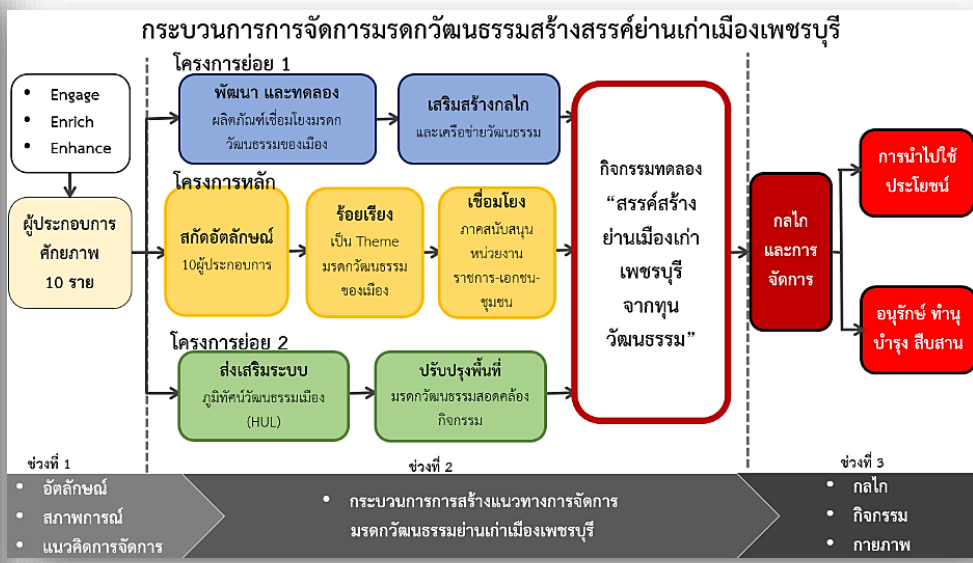 กระบวนการการจัดการมรดกวัฒนธรรมสร้างสรรค์ย่านเก่าเมืองเพชรบุรี
• Engage
• Enrich
• Enhance
ผู้ประกอบการ
ศักยภาพ
10 ราย
โครงการย่อย 1
พัฒนา และทดลอง
ผลิตภัณฑ์เชื่อมโยงมรดก
วัฒนธรรมของเมือง
เสริมสร้างกลไก
และเครือข่ายวัฒนธรรม
โครงการหลัก
สกัดอัตลักษณ์
10ผู้ประกอบการ
ร้อยเรียง
เป็น Theme
มรดกวัฒนธรรม
ของเมือง
เชื่อมโยง
ภาคสนับสนุน
หน่วยงาน
ราชการ-เอกชน-
ชุมชน
โครงการย่อย 2
ส่งเสริมระบบ
ภูมิทัศน์วัฒนธรรมเมือง
(HUL)
ปรับปรุงพื้นที่
มรดกวัฒนธรรมสอดคล้อง
กิจกรรม
กิจกรรมทดลอง
“สรรค์สร้าง
ย่านเมืองเก่า
เพชรบุรี
จากทุน
วัฒนธรรม”
กลไก
และการ
จัดการ
การนำไปใช้
ประโยชน์
อนุรักษ์ ทำนุ
บำรุง สืบสาน
ช่วงที่ 1
• อัตลักษณ์
• สภาพการณ์
• แนวคิดการจัดการ
ช่วงที่ 2
• กระบวนการการสร้างแนวทางการจัดการ
มรดกวัฒนธรรมย่านเก่าเมืองเพชรบุรี
ช่วงที่ 3
• กลไก
• กิจกรรม
• กายภาพ